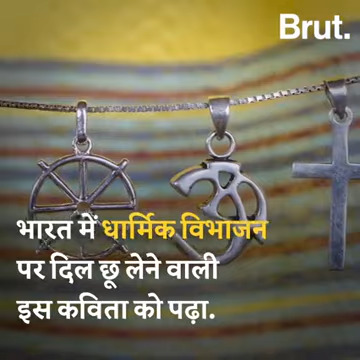 Brut.
भारत में धार्मिक विभाजन
पर दिल छू लेने वाली
इस कविता को पढ़ा.